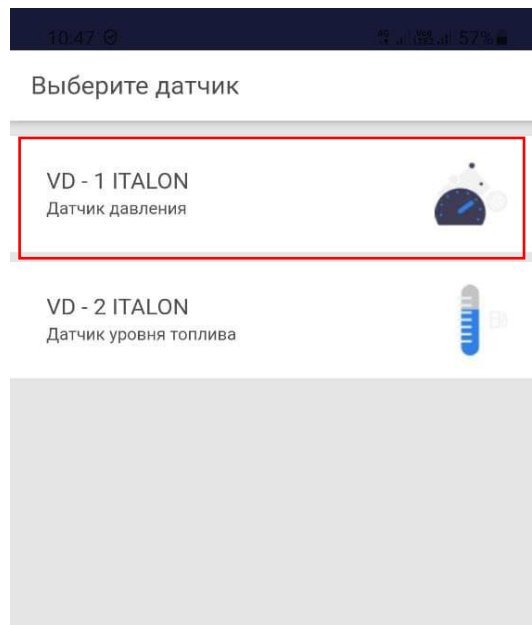 10:47
57%
Выберите датчик
VD - 1 ITALON
Датчик давления
VD - 2 ITALON
Датчик уровня топлива